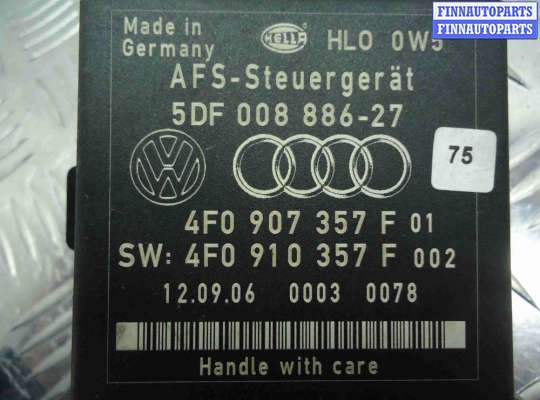 FINNAUTOPARTS
FINNAUTOPARTS
Made in
Germany
HELLA
HLO 0W5
AFS-Steuergerät
5DF 008 886-27
75
4F0 907 357 F 01
SW: 4F0 910 357 F 002
12.09.06 0003 0078
Handle with care